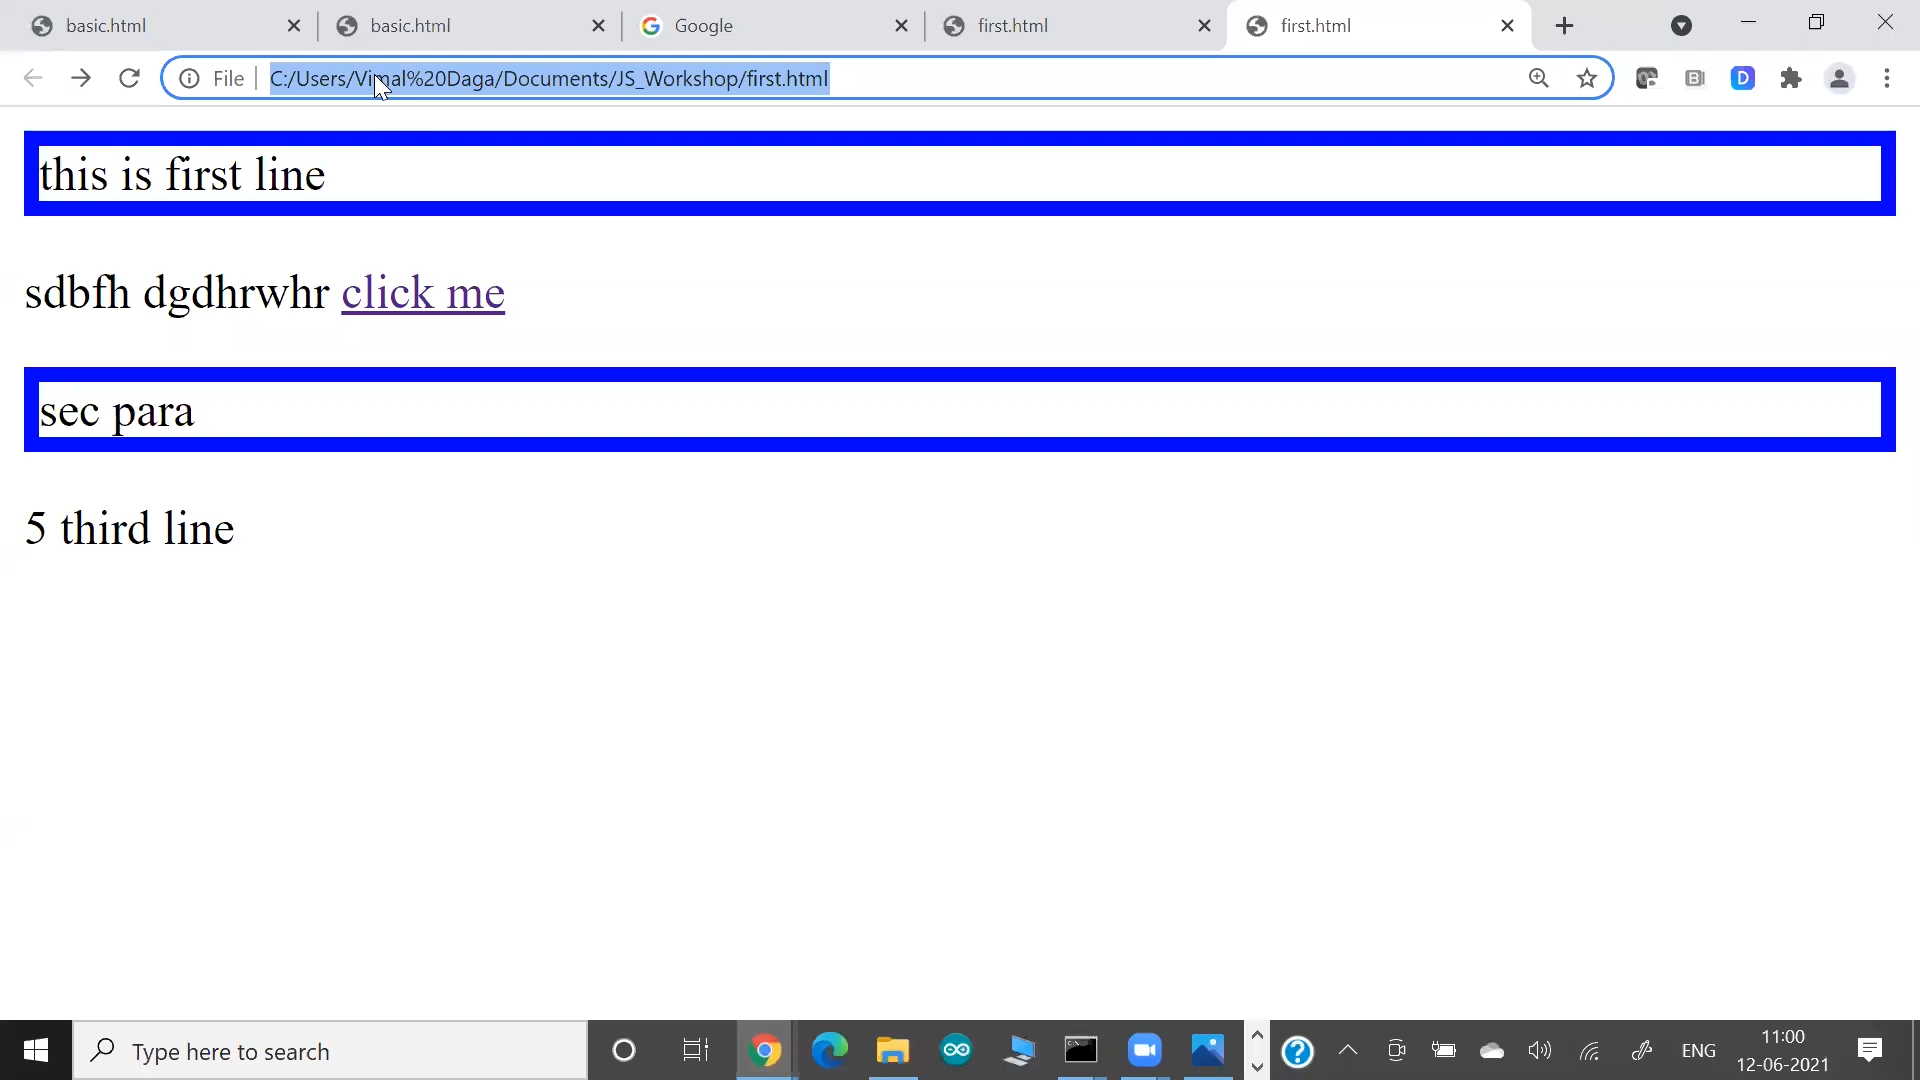 basic.html
basic.html
Google
first.html
first.html
File
C:/Users/Vimal%20Daga/Documents/JS_Workshop/first.html
this is first line
sdbfh dgdhrwhr click me
sec para
5 third line
Type here to search
ENG
11:00
12-06-2021